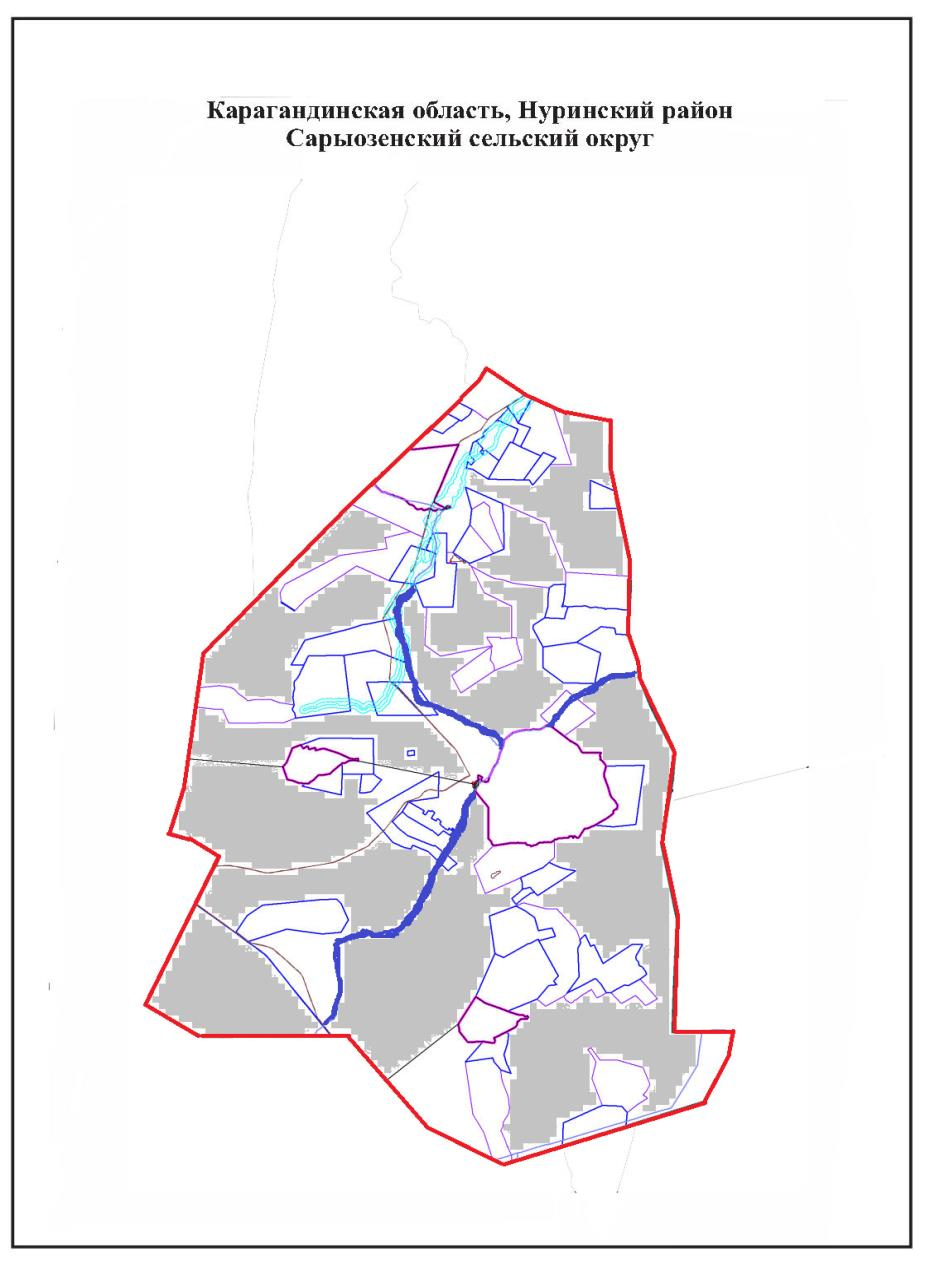 Карагандинская область, Нуринский район
Сарыозенский сельский округ